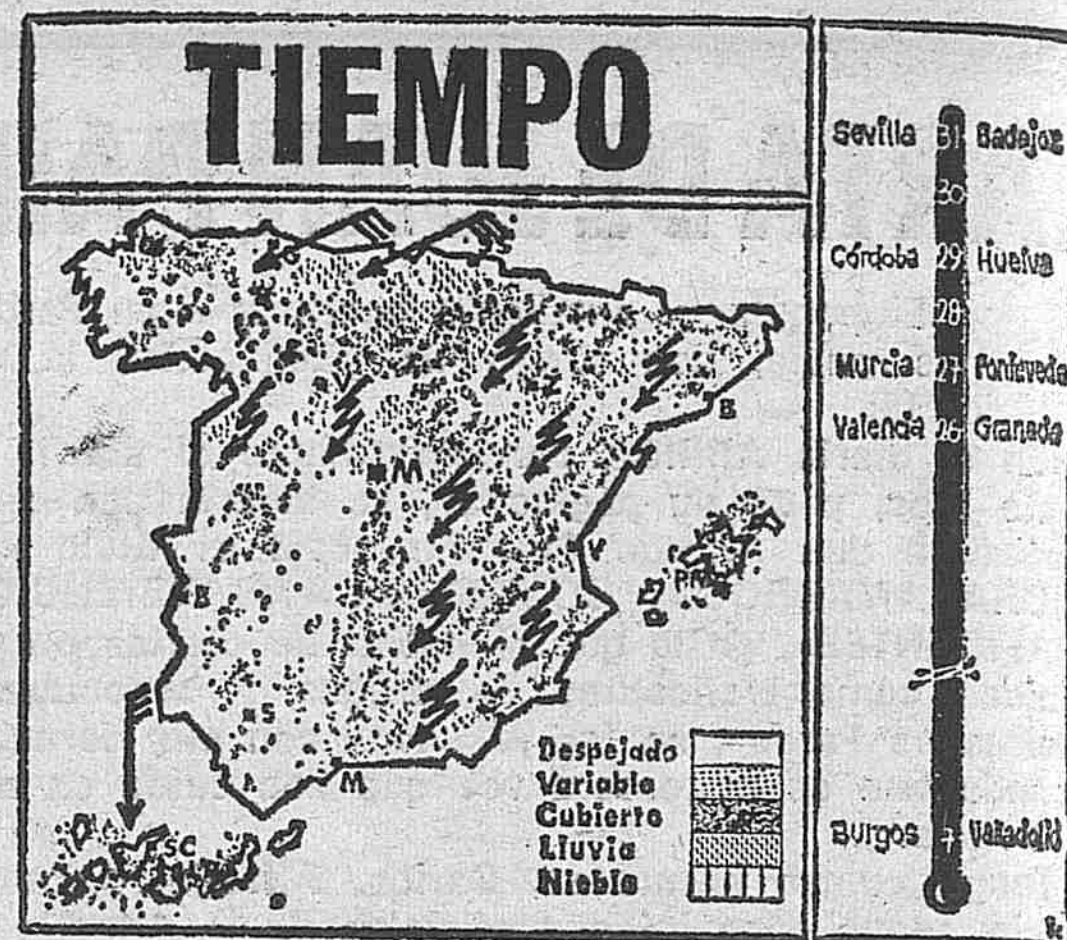 TIEMPO
Sevilla 31 Badajoz
30
Córdoba 29 Huelva
28
Murcia 27 Pontevedra
Valencia 26 Granada
Burgos 7 Valladolid
V
Z
B
M
V
PM
B
S
M
SC
Despejado
Variable
Cubierto
Lluvia
Niebla